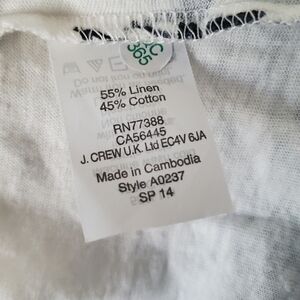 C
365
55% Linen
45% Cotton
RN77388
CA56445
J. CREW U.K. Ltd EC4V 6JA
Made in Cambodia
Style A0237
SP 14